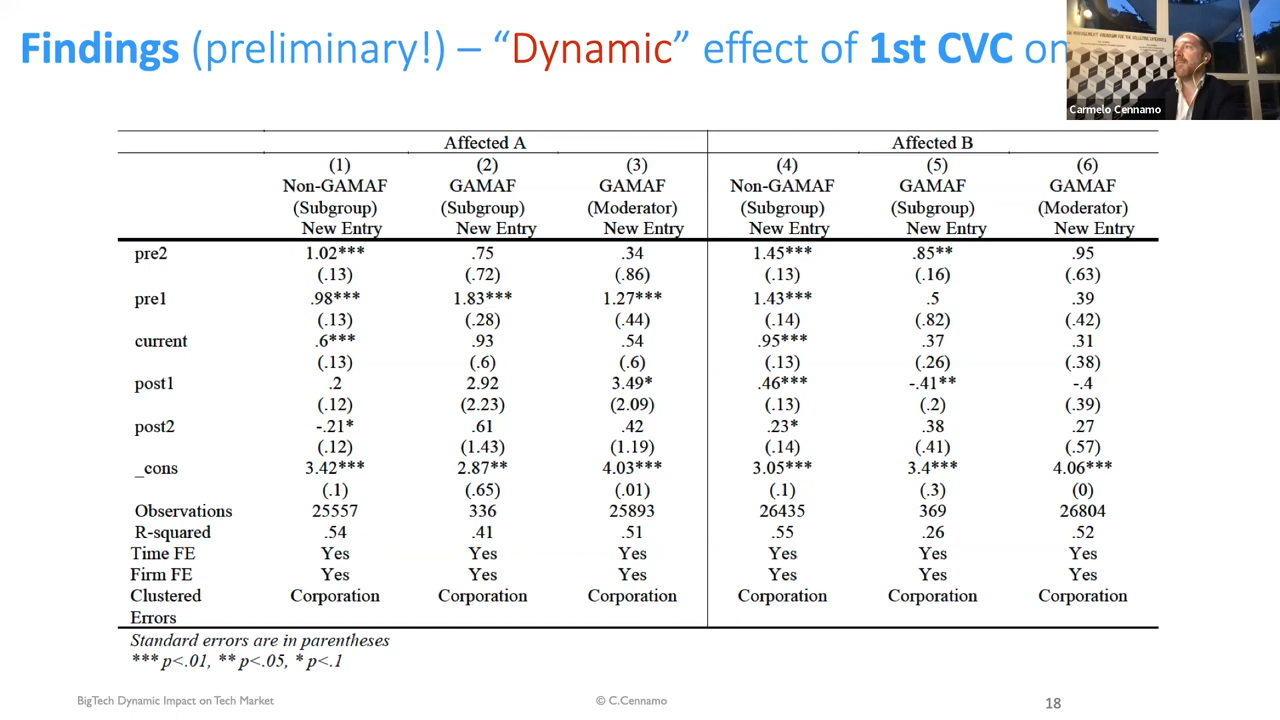 Findings (preliminary!) – “Dynamic” effect of 1st CVC on
Carmelo Cennamo
Affected A Affected B
(1) (2) (3) (4) (5) (6)
Non-GAMAF GAMAF GAMAF Non-GAMAF GAMAF GAMAF
(Subgroup) (Subgroup) (Moderator) (Subgroup) (Subgroup) (Moderator)
New Entry New Entry New Entry New Entry New Entry New Entry
pre2 1.02*** .75 .34 1.45*** .85** .95
(.13) (.72) (.86) (.13) (.16) (.63)
pre1 .98*** 1.83*** 1.27*** 1.43*** .5 .39
(.13) (.28) (.44) (.14) (.82) (.42)
current .6*** .93 .54 .95*** .37 .31
(.13) (.6) (.6) (.13) (.26) (.38)
post1 .2 2.92 3.49* .46*** -.41** -.4
(.12) (2.23) (2.09) (.13) (.2) (.39)
post2 -.21* .61 .42 .23* .38 .27
(.12) (1.43) (1.19) (.14) (.41) (.57)
_cons 3.42*** 2.87** 4.03*** 3.05*** 3.4*** 4.06***
(.1) (.65) (.01) (.1) (.3) (0)
Observations 25557 336 25893 26435 369 26804
R-squared .54 .41 .51 .55 .26 .52
Time FE Yes Yes Yes Yes Yes Yes
Firm FE Yes Yes Yes Yes Yes Yes
Clustered Corporation Corporation Corporation Corporation Corporation Corporation
Errors
Standard errors are in parentheses
*** p<.01, ** p<.05, * p<.1
BigTech Dynamic Impact on Tech Market © C.Cennamo 18